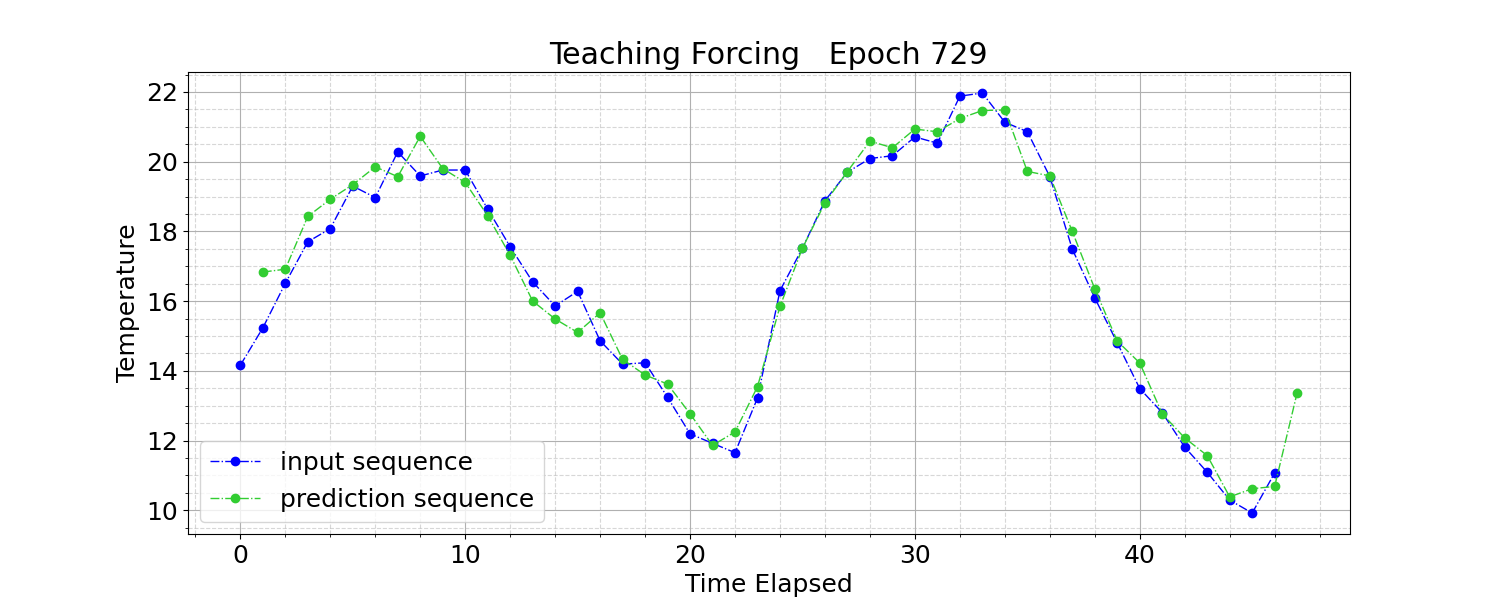 Teaching Forcing   Epoch 729
22
20
18
16
14
12
10
Temperature
input sequence
prediction sequence
0 10 20 30 40
Time Elapsed